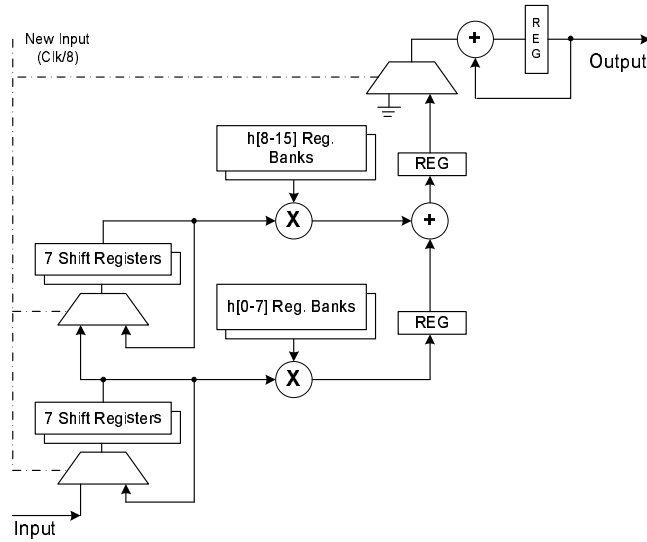 New Input
(Clk/8)
R
E
G
Output
+
h[8-15] Reg.
Banks
REG
X
+
7 Shift Registers
h[0-7] Reg. Banks
REG
X
7 Shift Registers
Input